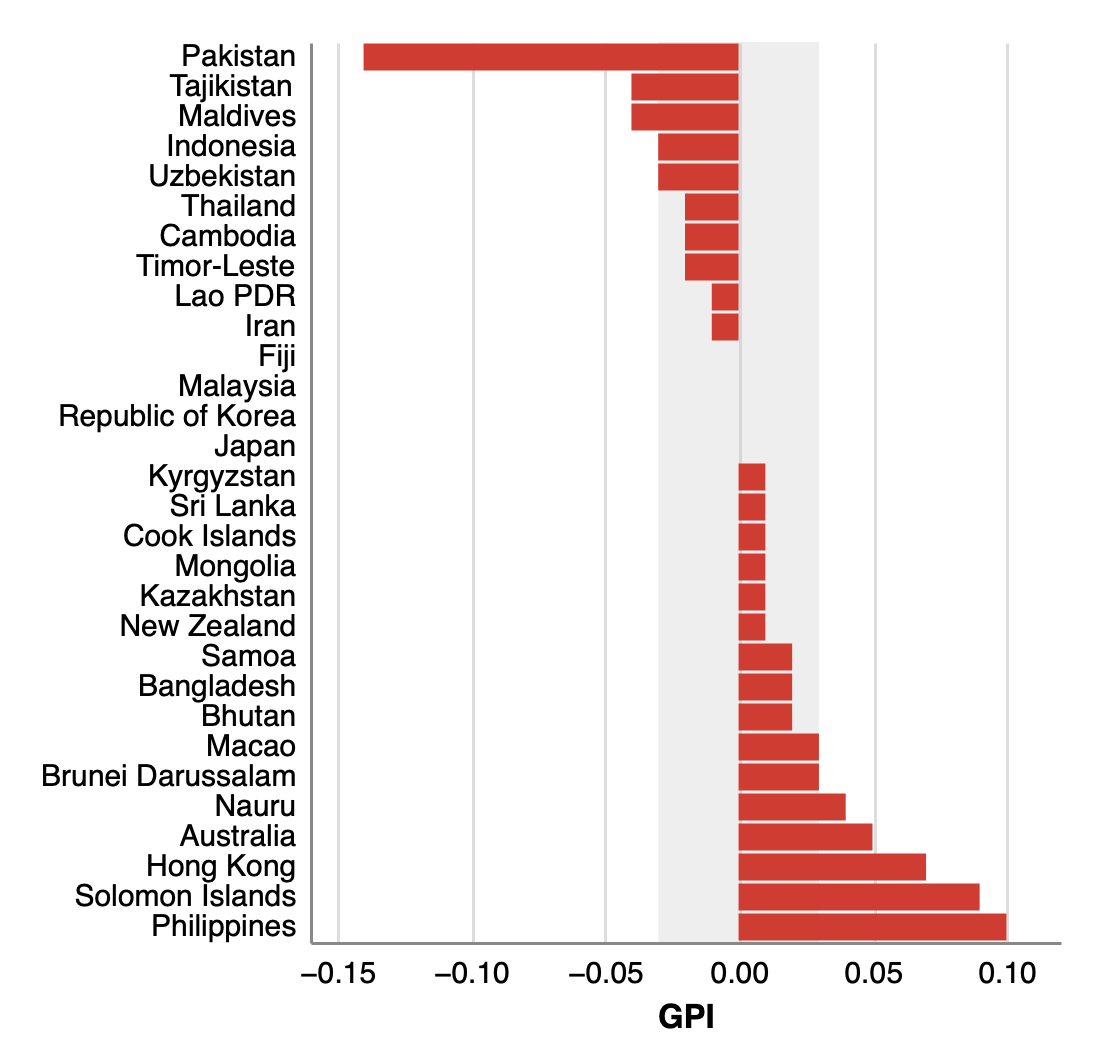 Pakistan
Tajikistan
Maldives
Indonesia
Uzbekistan
Thailand
Cambodia
Timor-Leste
Lao PDR
Iran
Fiji
Malaysia
Republic of Korea
Japan
Kyrgyzstan
Sri Lanka
Cook Islands
Mongolia
Kazakhstan
New Zealand
Samoa
Bangladesh
Bhutan
Macao
Brunei Darussalam
Nauru
Australia
Hong Kong
Solomon Islands
Philippines
−0.15 −0.10 −0.05 0.00 0.05 0.10
GPI